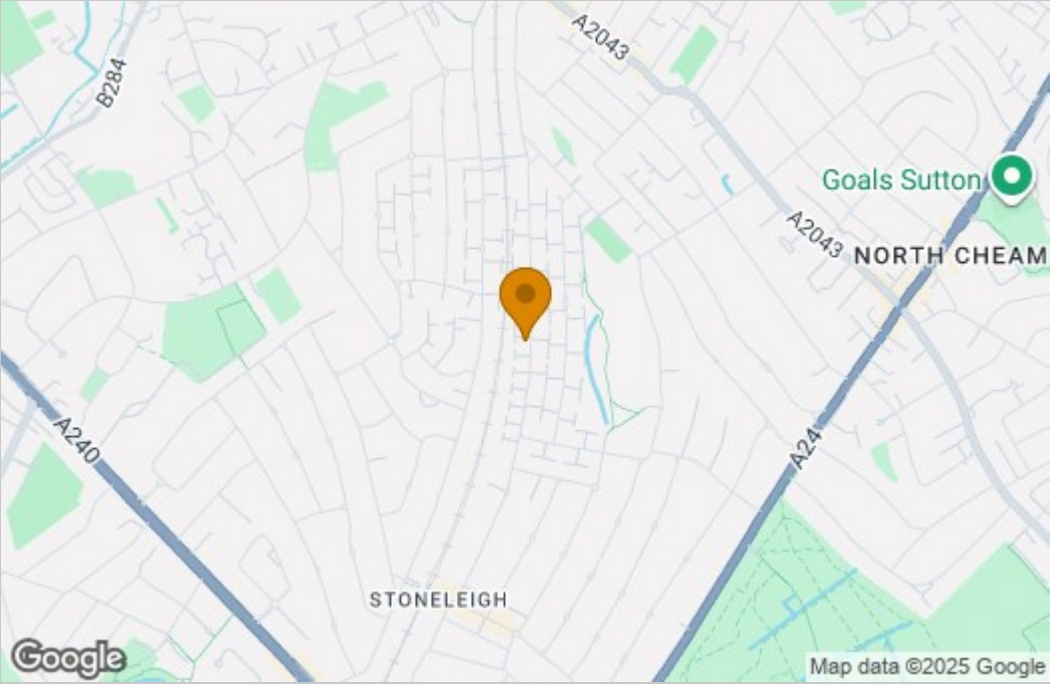 A2043
B284
Goals Sutton
A2043
NORTH CHEAM
A240
A24
STONELEIGH
Google
Map data ©2025 Google